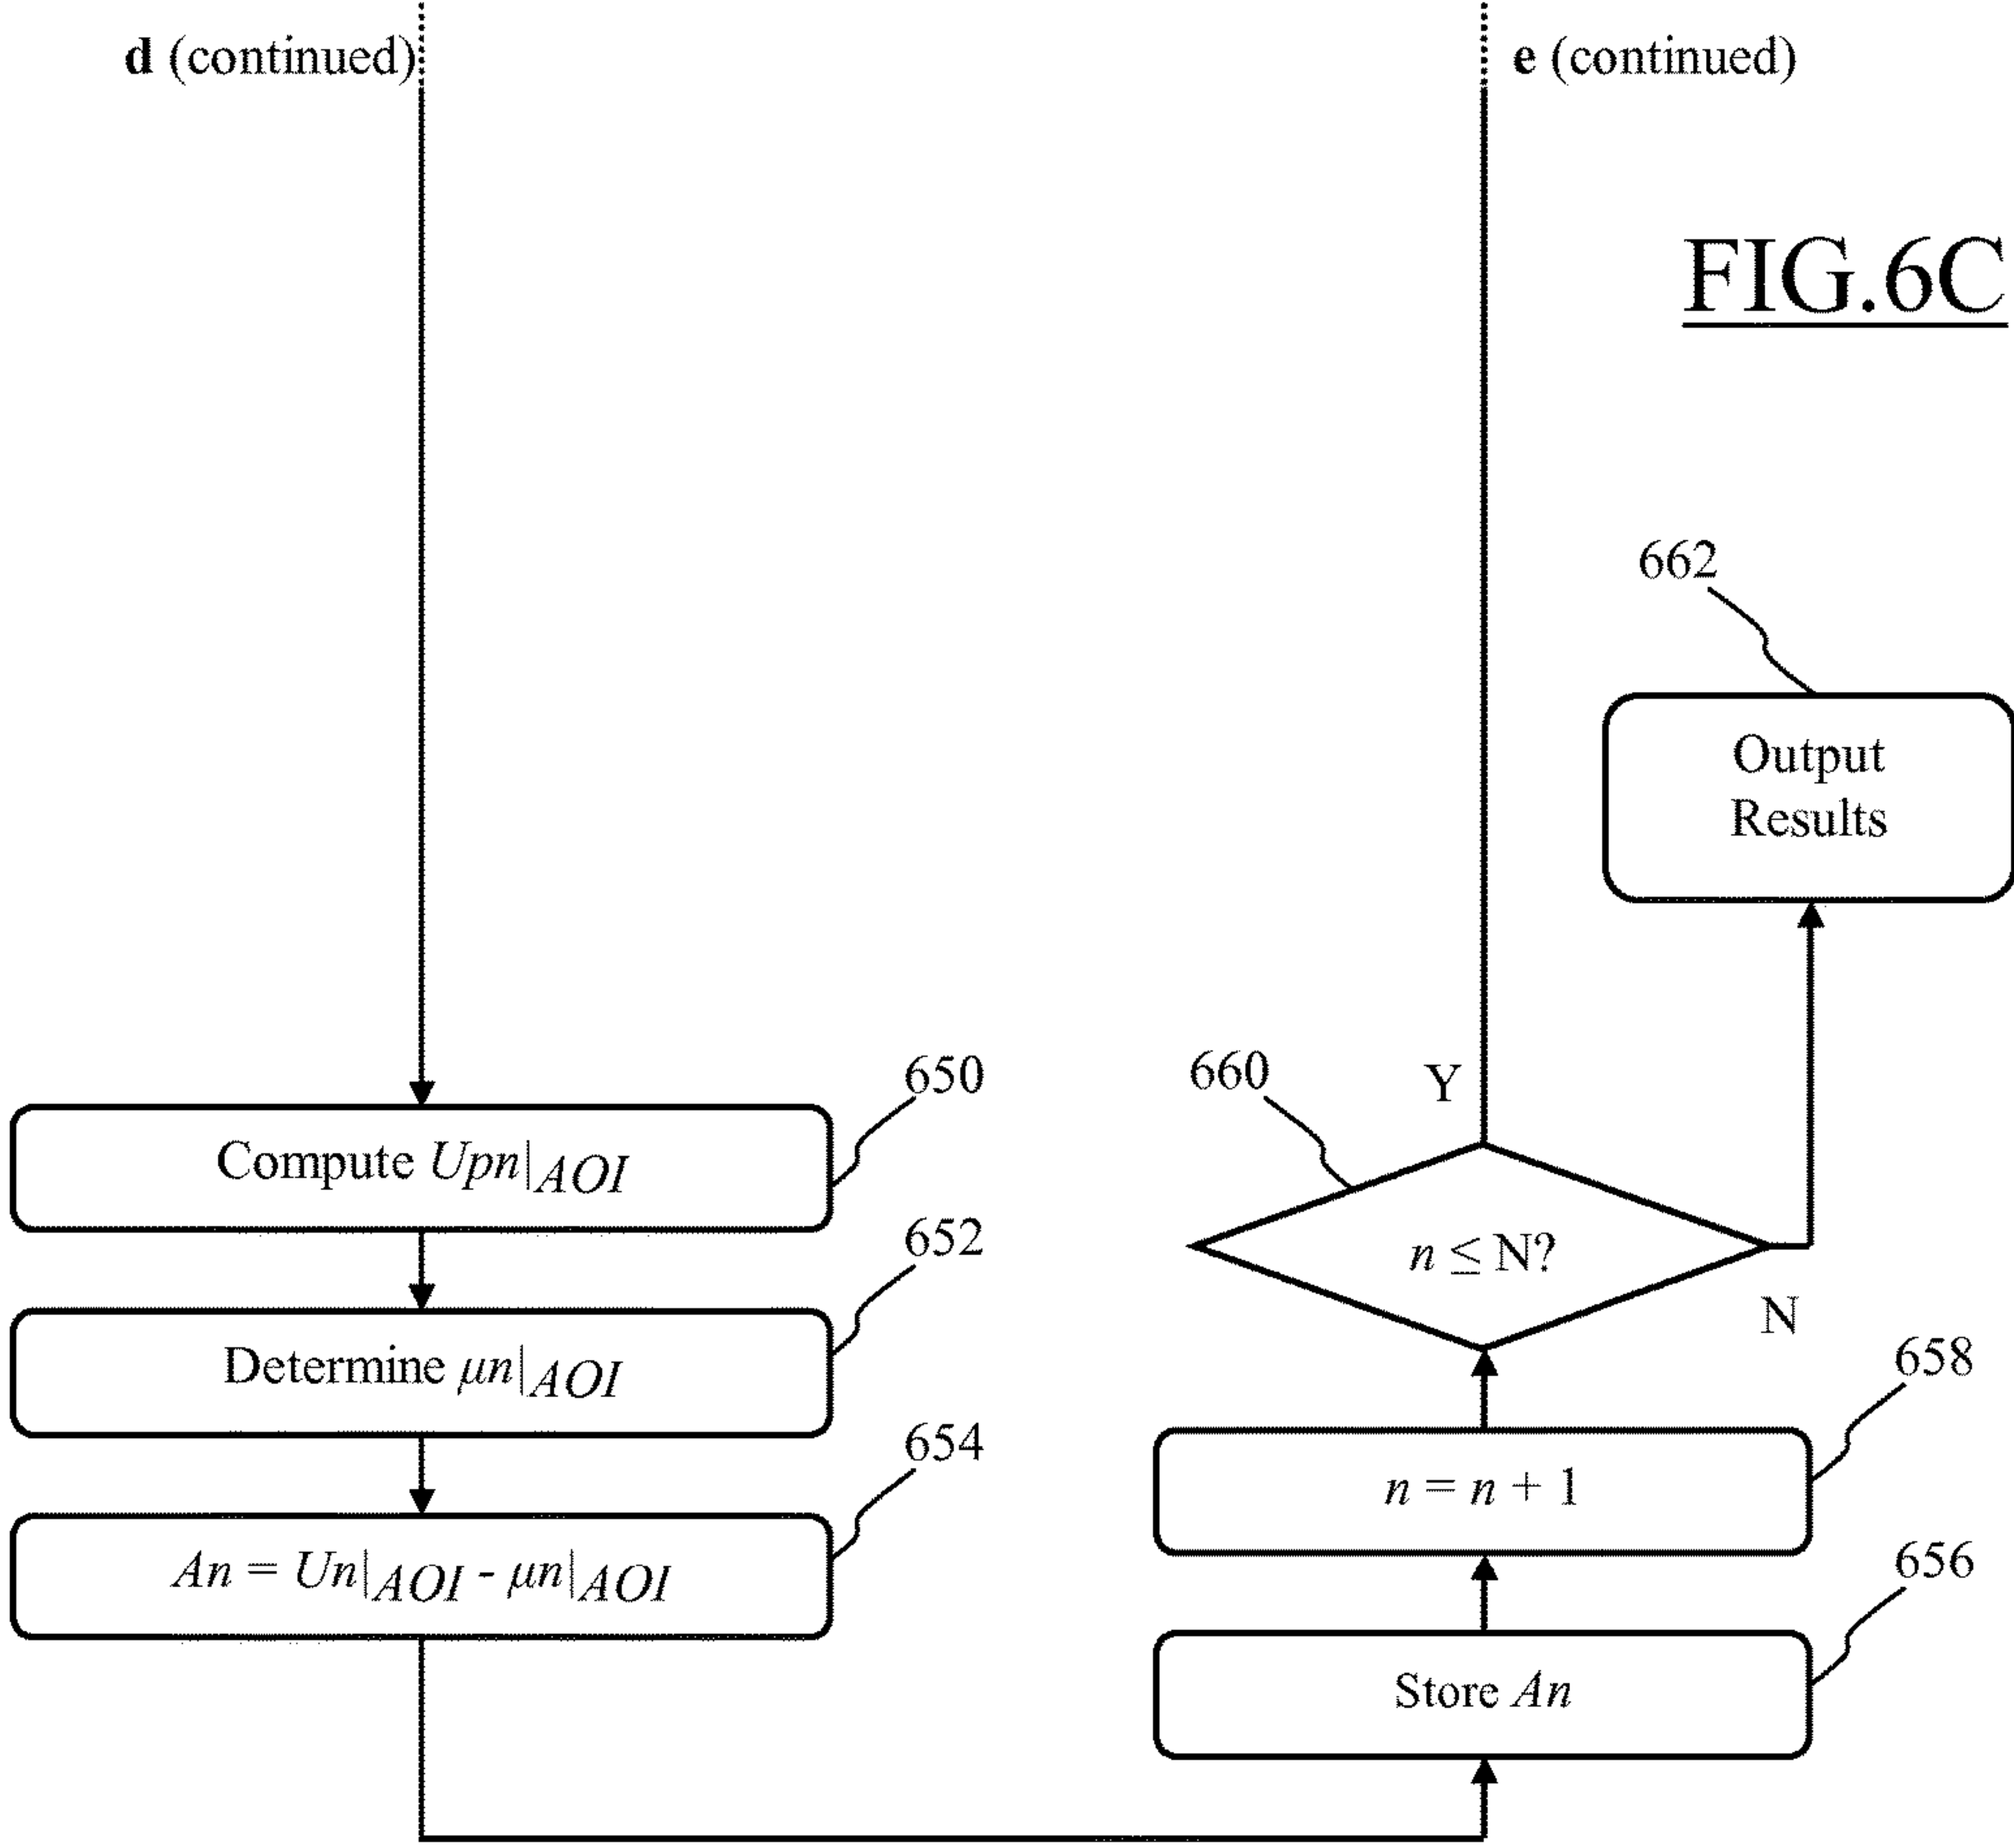 d (continued)
e (continued)
FIG.6C
662
Output
Results
650
Compute Upn|AOI
652
Determine μn|AOI
654
An = Un|AOI - μn|AOI
660
Y
n ≤ N?
N
658
n = n + 1
656
Store An